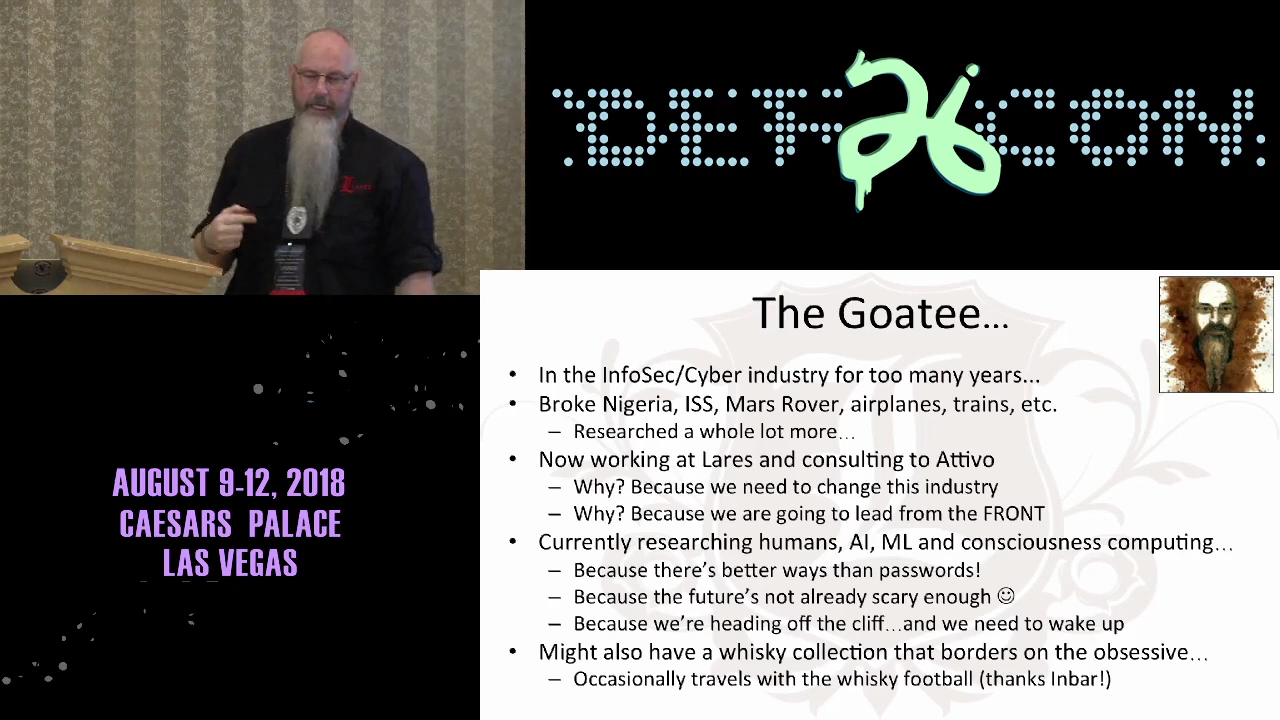 DEF CON
26
LARES
The Goatee...
• In the InfoSec/Cyber industry for too many years...
• Broke Nigeria, ISS, Mars Rover, airplanes, trains, etc.
– Researched a whole lot more...
• Now working at Lares and consulting to Attivo
– Why? Because we need to change this industry
– Why? Because we are going to lead from the FRONT
• Currently researching humans, AI, ML and consciousness computing...
– Because there's better ways than passwords!
– Because the future's not already scary enough ☺
– Because we're heading off the cliff...and we need to wake up
• Might also have a whisky collection that borders on the obsessive...
– Occasionally travels with the whisky football (thanks Inbar!)
AUGUST 9-12, 2018
CAESARS PALACE
LAS VEGAS